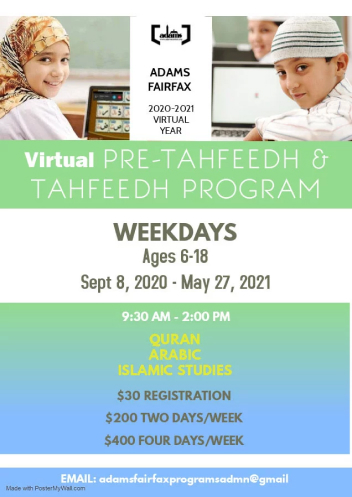 adams
ADAMS
FAIRFAX
2020-2021
VIRTUAL
YEAR
Virtual PRE-TAHFEEDH &
TAHFEEDH PROGRAM
WEEKDAYS
Ages 6-18
Sept 8, 2020 - May 27, 2021
9:30 AM - 2:00 PM
QURAN
ARABIC
ISLAMIC STUDIES
$30 REGISTRATION
$200 TWO DAYS/WEEK
$400 FOUR DAYS/WEEK
EMAIL: adamsfairfaxprogramsadmn@gmail
Made with PosterMyWall.com